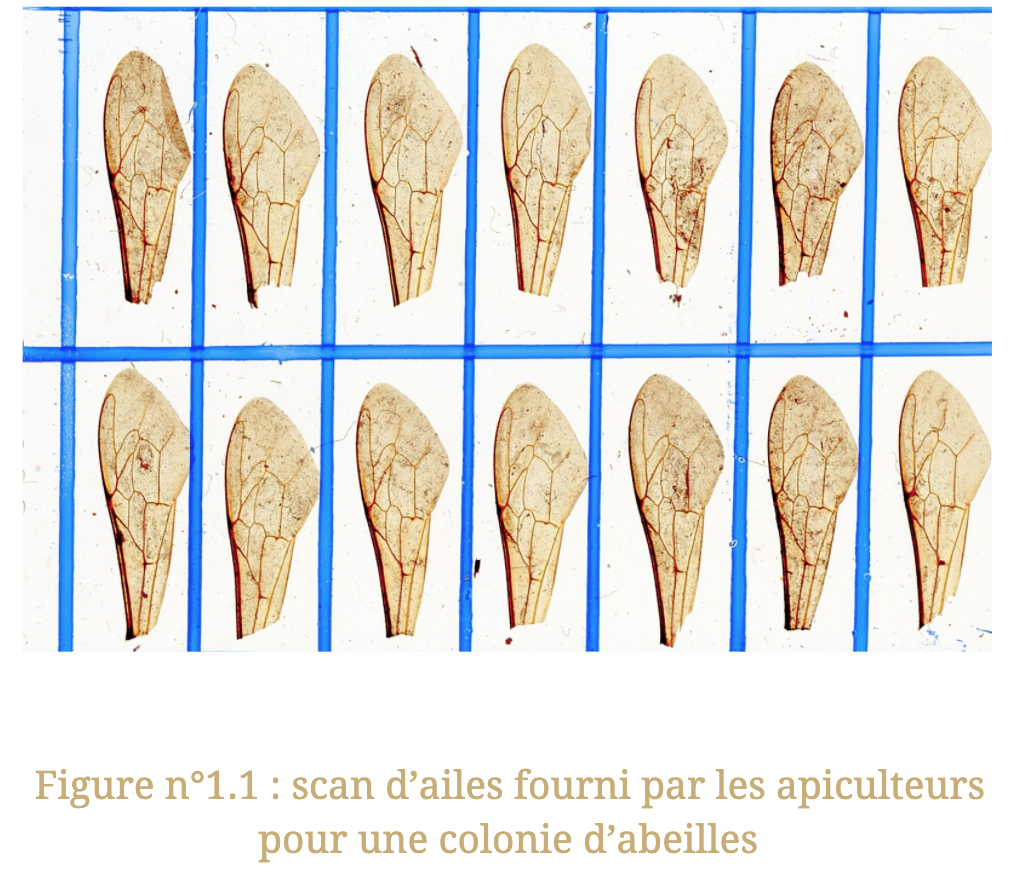 Figure n°1.1 : scan d’ailes fourni par les apiculteurs
pour une colonie d’abeilles